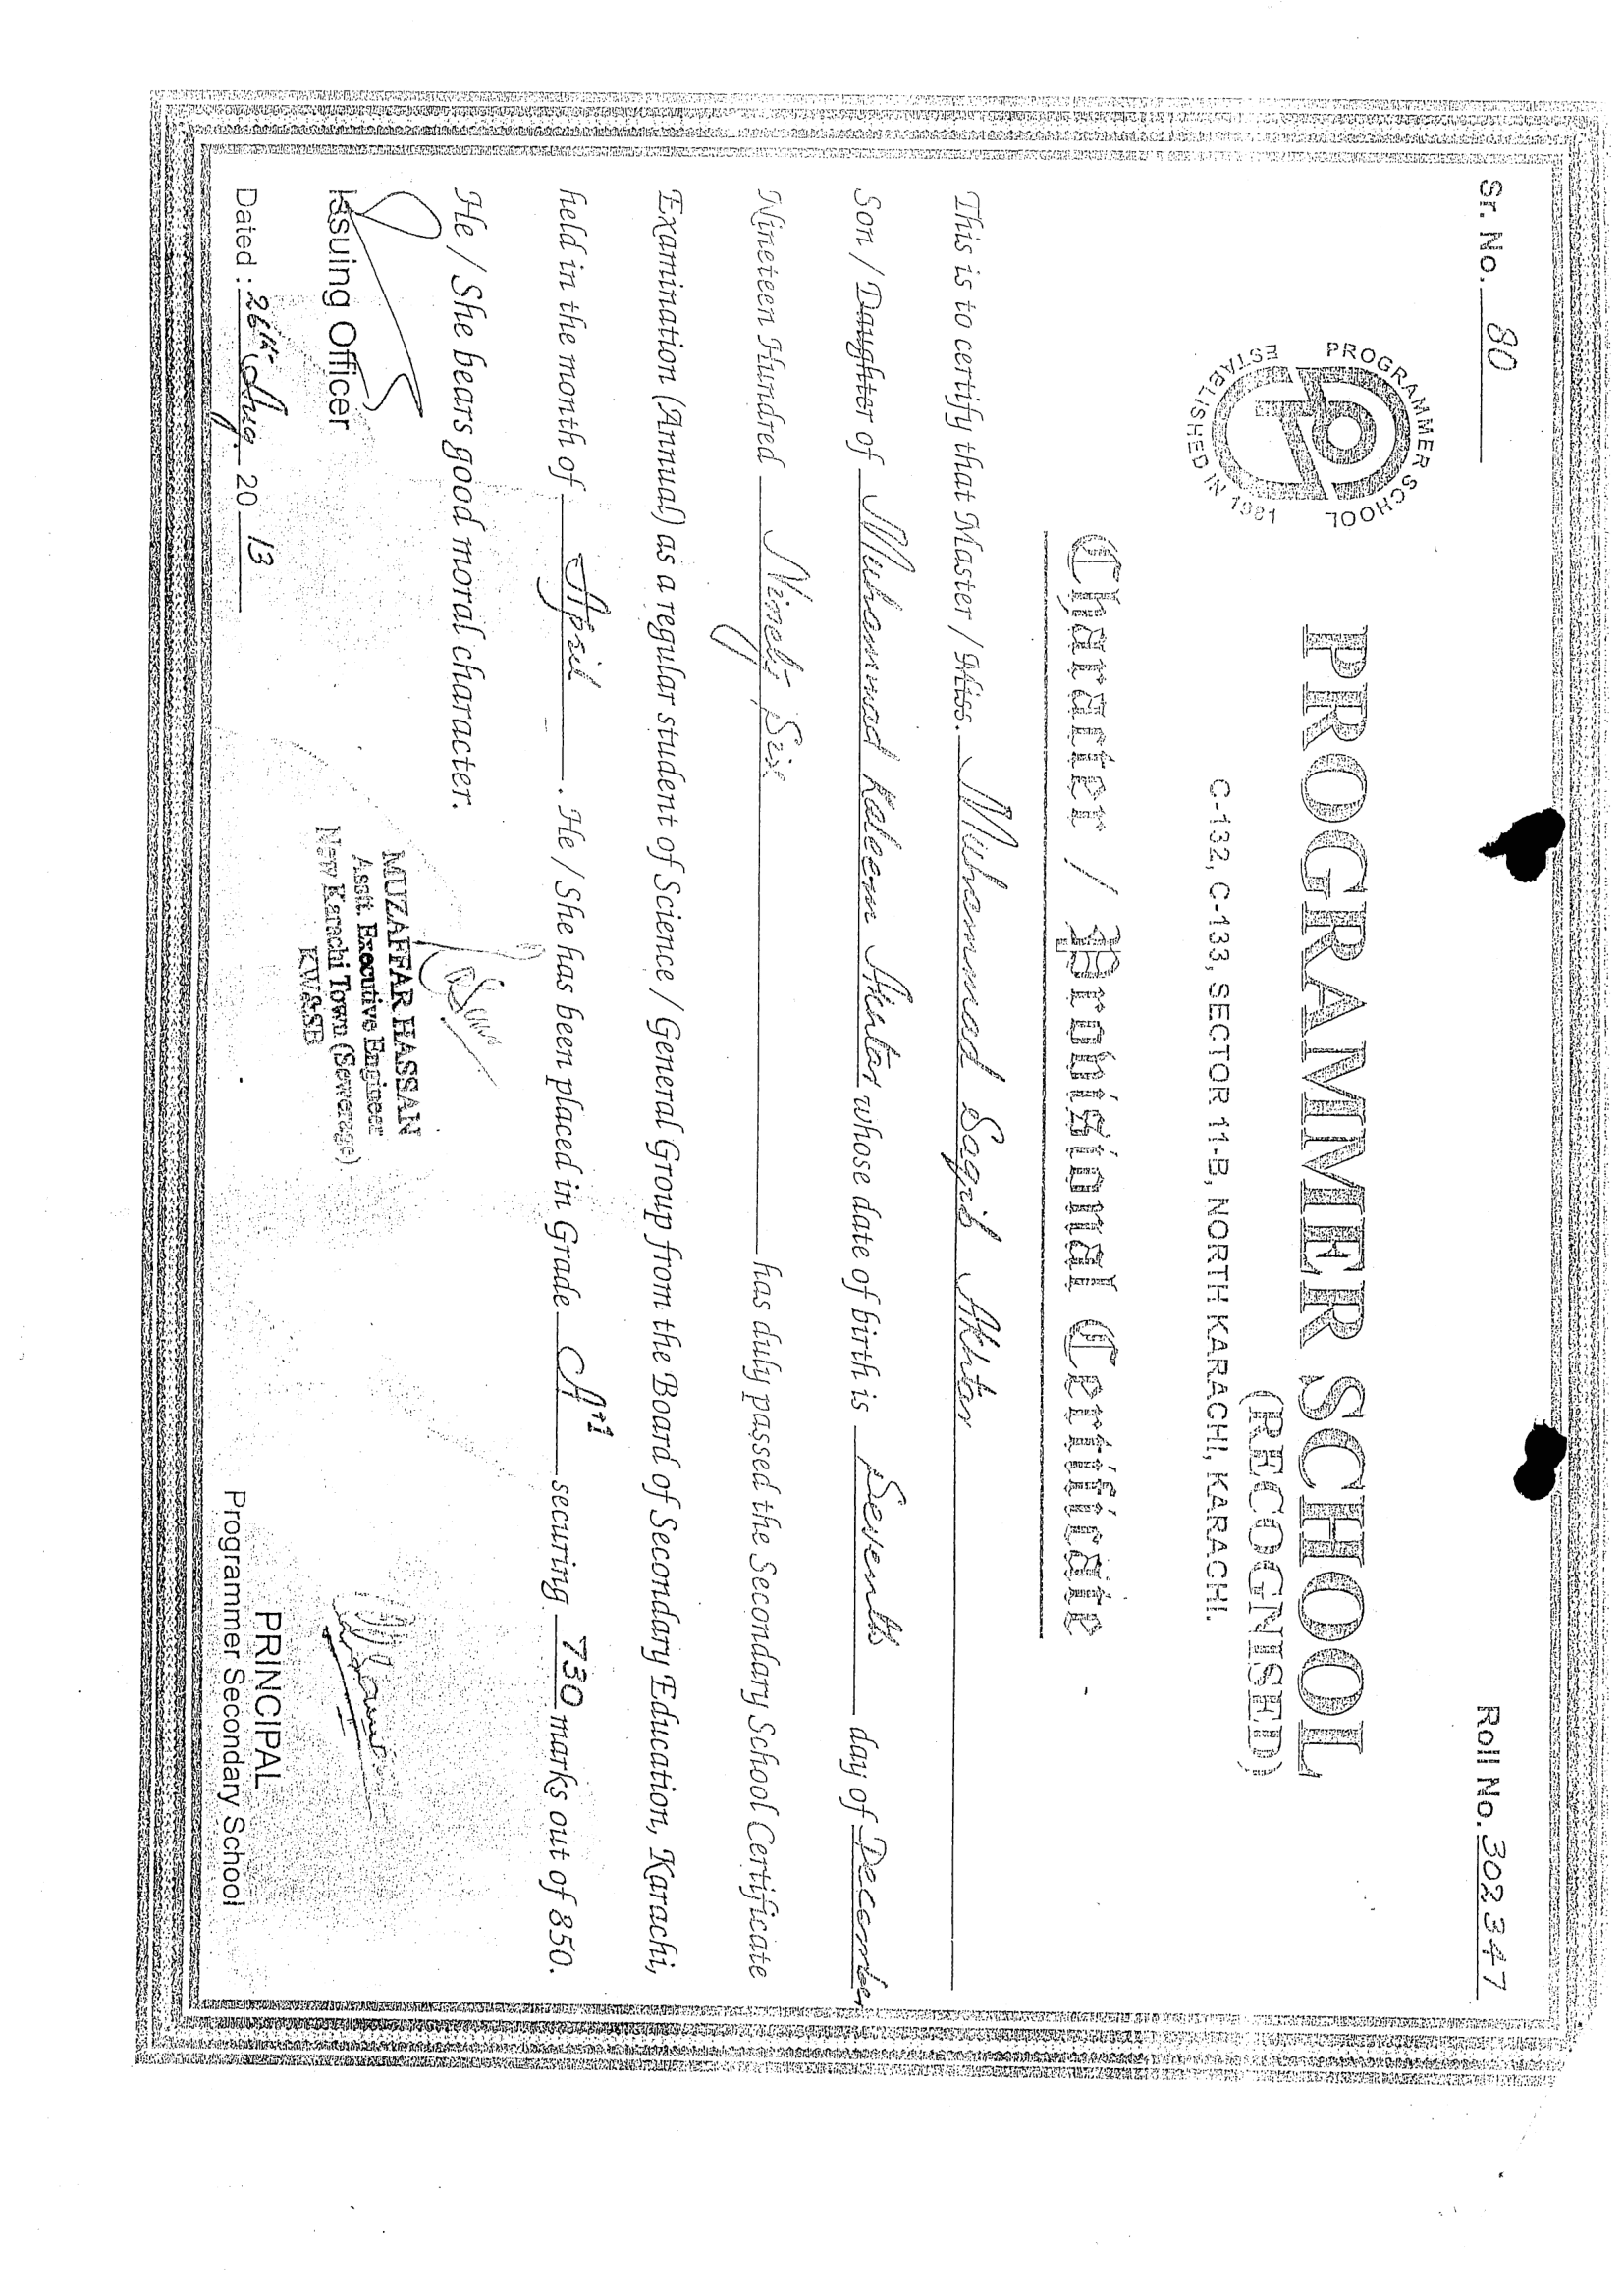 Sr. No. 80
Roll No. 302347
PROGRAMMER SCHOOL
ESTABLISHED IN 1981
PROGRAMMER SCHOOL
(RECOGNISED)
C-132, C-133, SECTOR 11-B, NORTH KARACHI, KARACHI.
Character / Provisional Certificate
This is to certify that Master / Miss. Muhammad Saqib Akhtar
Son / Daughter of Muhammad Kaleem Akhtar whose date of birth is Seventh day of December
Nineteen Hundred Ninety Six has duly passed the Secondary School Certificate
Examination (Annual) as a regular student of Science / General Group from the Board of Secondary Education, Karachi,
held in the month of April. He / She has been placed in Grade A+1 securing 730 marks out of 850.
He / She bears good moral character.
Issuing Officer
Dated : 26th Aug. 20 13
MUZAFFAR HASSAN
Asstt. Executive Engineer
New Karachi Town (Sewerage)
KW&SB
PRINCIPAL
Programmer Secondary School